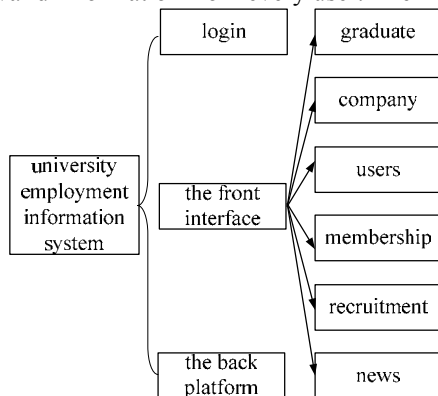 login
graduate
company
university
employment
information
system
users
the front
interface
membership
recruitment
the back
platform
news